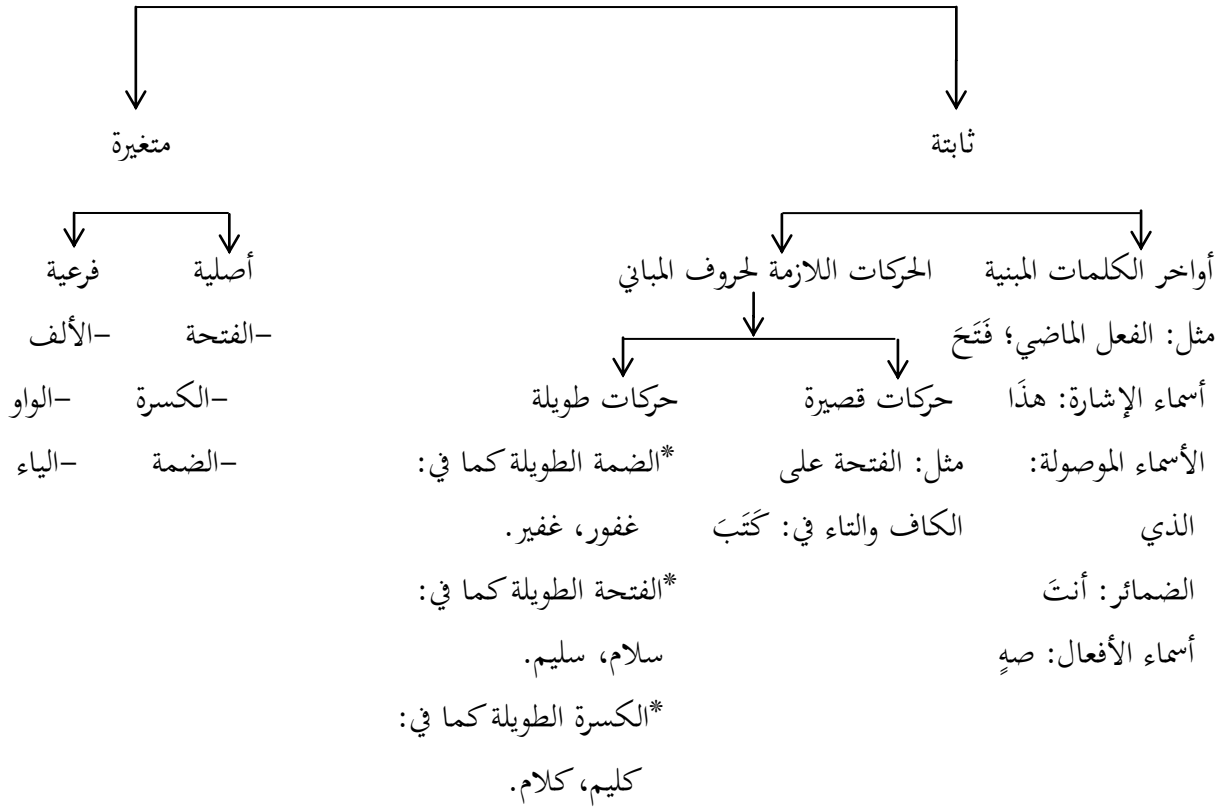 ثابتة
متغيرة
أواخر الكلمات المبنية
مثل: الفعل الماضي؛ فَتَحَ
أسماء الإشارة: هذَا
الأسماء الموصولة:
الذي
الضمائر: أنتَ
أسماء الأفعال: صهٍ
الحركات اللازمة لحروف المباني
حركات قصيرة
مثل: الفتحة على
الكاف والتاء في: كَتَبَ
حركات طويلة
*الضمة الطويلة كما في:
غفور، غفير.
*الفتحة الطويلة كما في:
سلام، سليم.
*الكسرة الطويلة كما في:
كليم، كلام.
أصلية
-الفتحة
-الكسرة
-الضمة
فرعية
-الألف
-الواو
-الياء